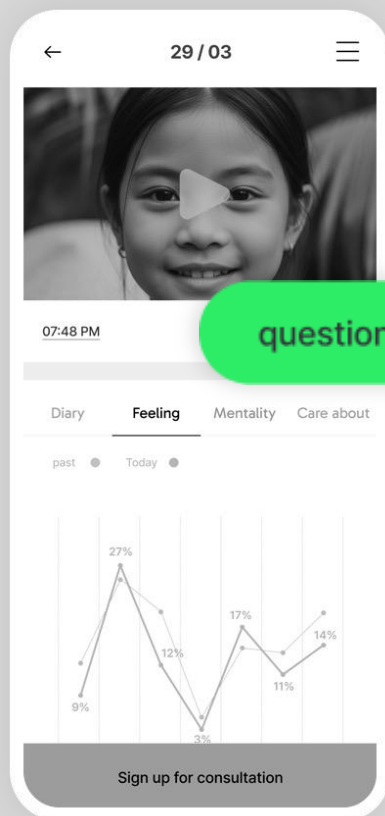 29 / 03
07:48 PM
question
Diary Feeling Mentality Care about
past Today
27%
17%
12%
14%
11%
9%
3%
Sign up for consultation